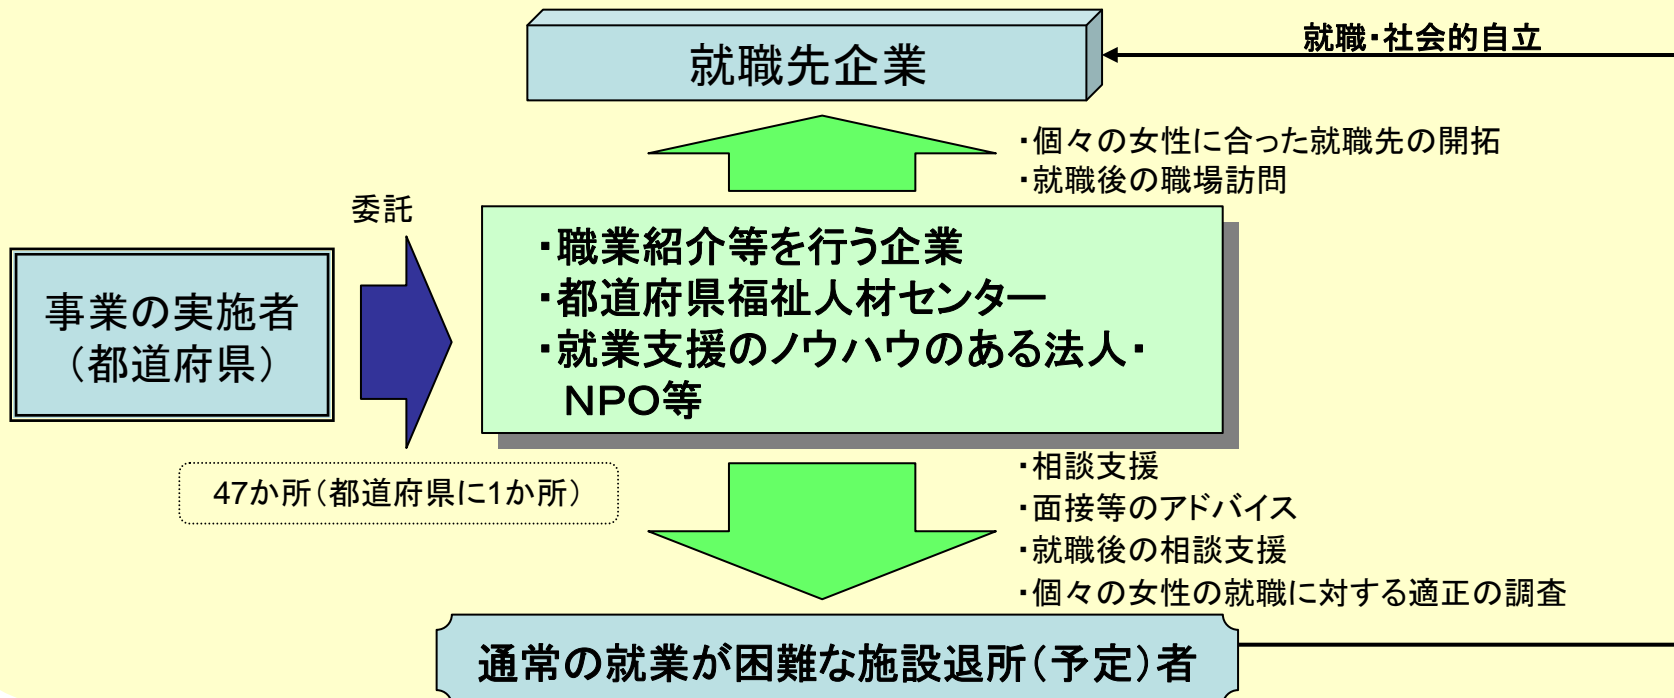 就職先企業
就職・社会的自立
・個々の女性に合った就職先の開拓
・就職後の職場訪問
委託
事業の実施者
（都道府県）
・職業紹介等を行う企業
・都道府県福祉人材センター
・就業支援のノウハウのある法人・
NPO等
47か所（都道府県に1か所）
・相談支援
・面接等のアドバイス
・就職後の相談支援
・個々の女性の就職に対する適正の調査
通常の就業が困難な施設退所（予定）者